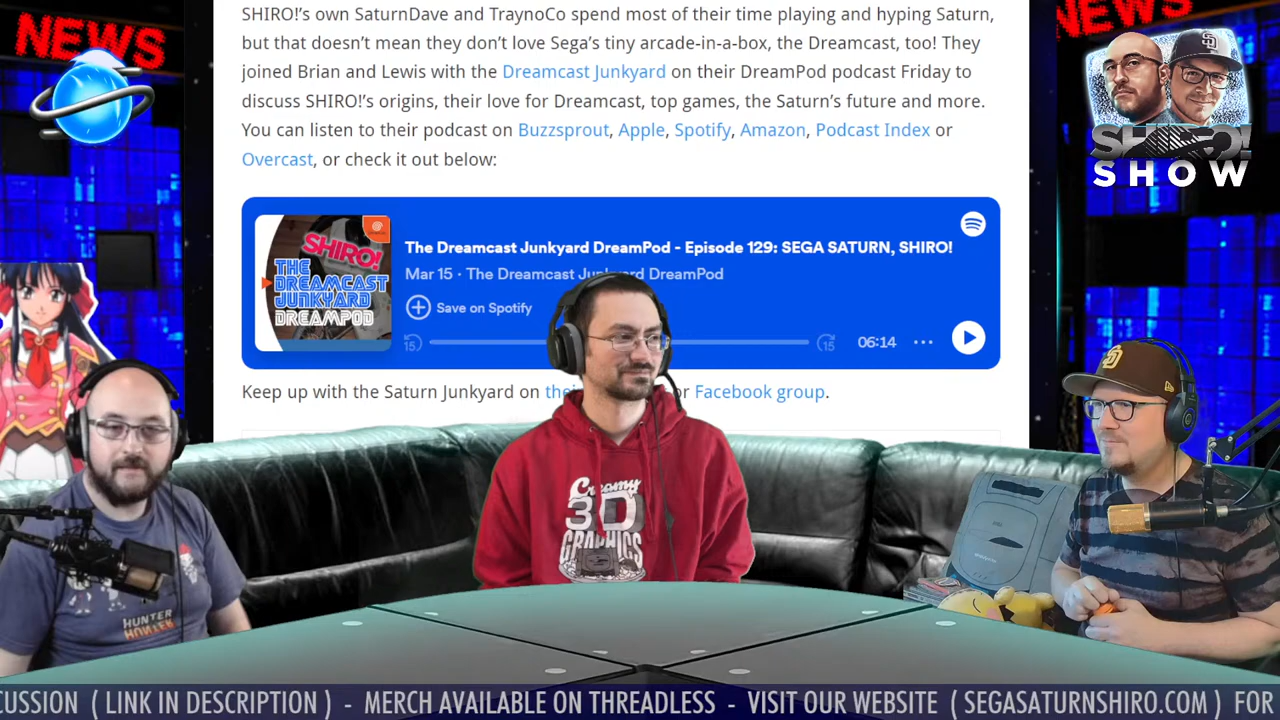 NEWS
NEWS
SHIRO!'s own SaturnDave and TraynoCo spend most of their time playing and hyping Saturn,
but that doesn't mean they don't love Sega's tiny arcade-in-a-box, the Dreamcast, too! They
joined Brian and Lewis with the Dreamcast Junkyard on their DreamPod podcast Friday to
discuss SHIRO!'s origins, their love for Dreamcast, top games, the Saturn's future and more.
You can listen to their podcast on Buzzsprout, Apple, Spotify, Amazon, Podcast Index or
Overcast, or check it out below:
SHIRO!
SHOW
SHIRO!
THE
DREAMCAST
JUNKYARD
DREAMPOD
The Dreamcast Junkyard DreamPod - Episode 129: SEGA SATURN, SHIRO!
Mar 15 · The Dreamcast Junkyard DreamPod
Save on Spotify
15
15
06:14
Keep up with the Saturn Junkyard on
or Facebook group.
Creamy
3D
GRAPHICS
HUNTER
HUNTER
CUSSION ( LINK IN DESCRIPTION ) - MERCH AVAILABLE ON THREADLESS - VISIT OUR WEBSITE ( SEGASATURNSHIRO.COM ) FOR